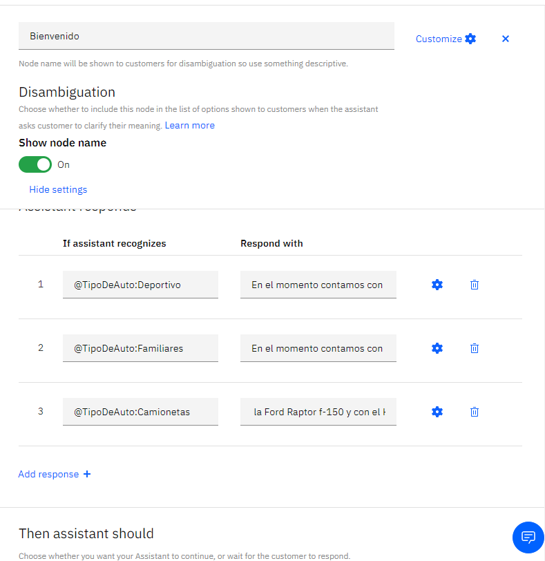 Bienvenido
Customize
Node name will be shown to customers for disambiguation so use something descriptive.
Disambiguation
Choose whether to include this node in the list of options shown to customers when the assistant
asks customer to clarify their meaning. Learn more
Show node name
On
Hide settings
Assistant responds
If assistant recognizes Respond with
1 @TipoDeAuto:Deportivo En el momento contamos con
2 @TipoDeAuto:Familiares En el momento contamos con
3 @TipoDeAuto:Camionetas la Ford Raptor f-150 y con el
Add response +
Then assistant should
Choose whether you want your Assistant to continue, or wait for the customer to respond.